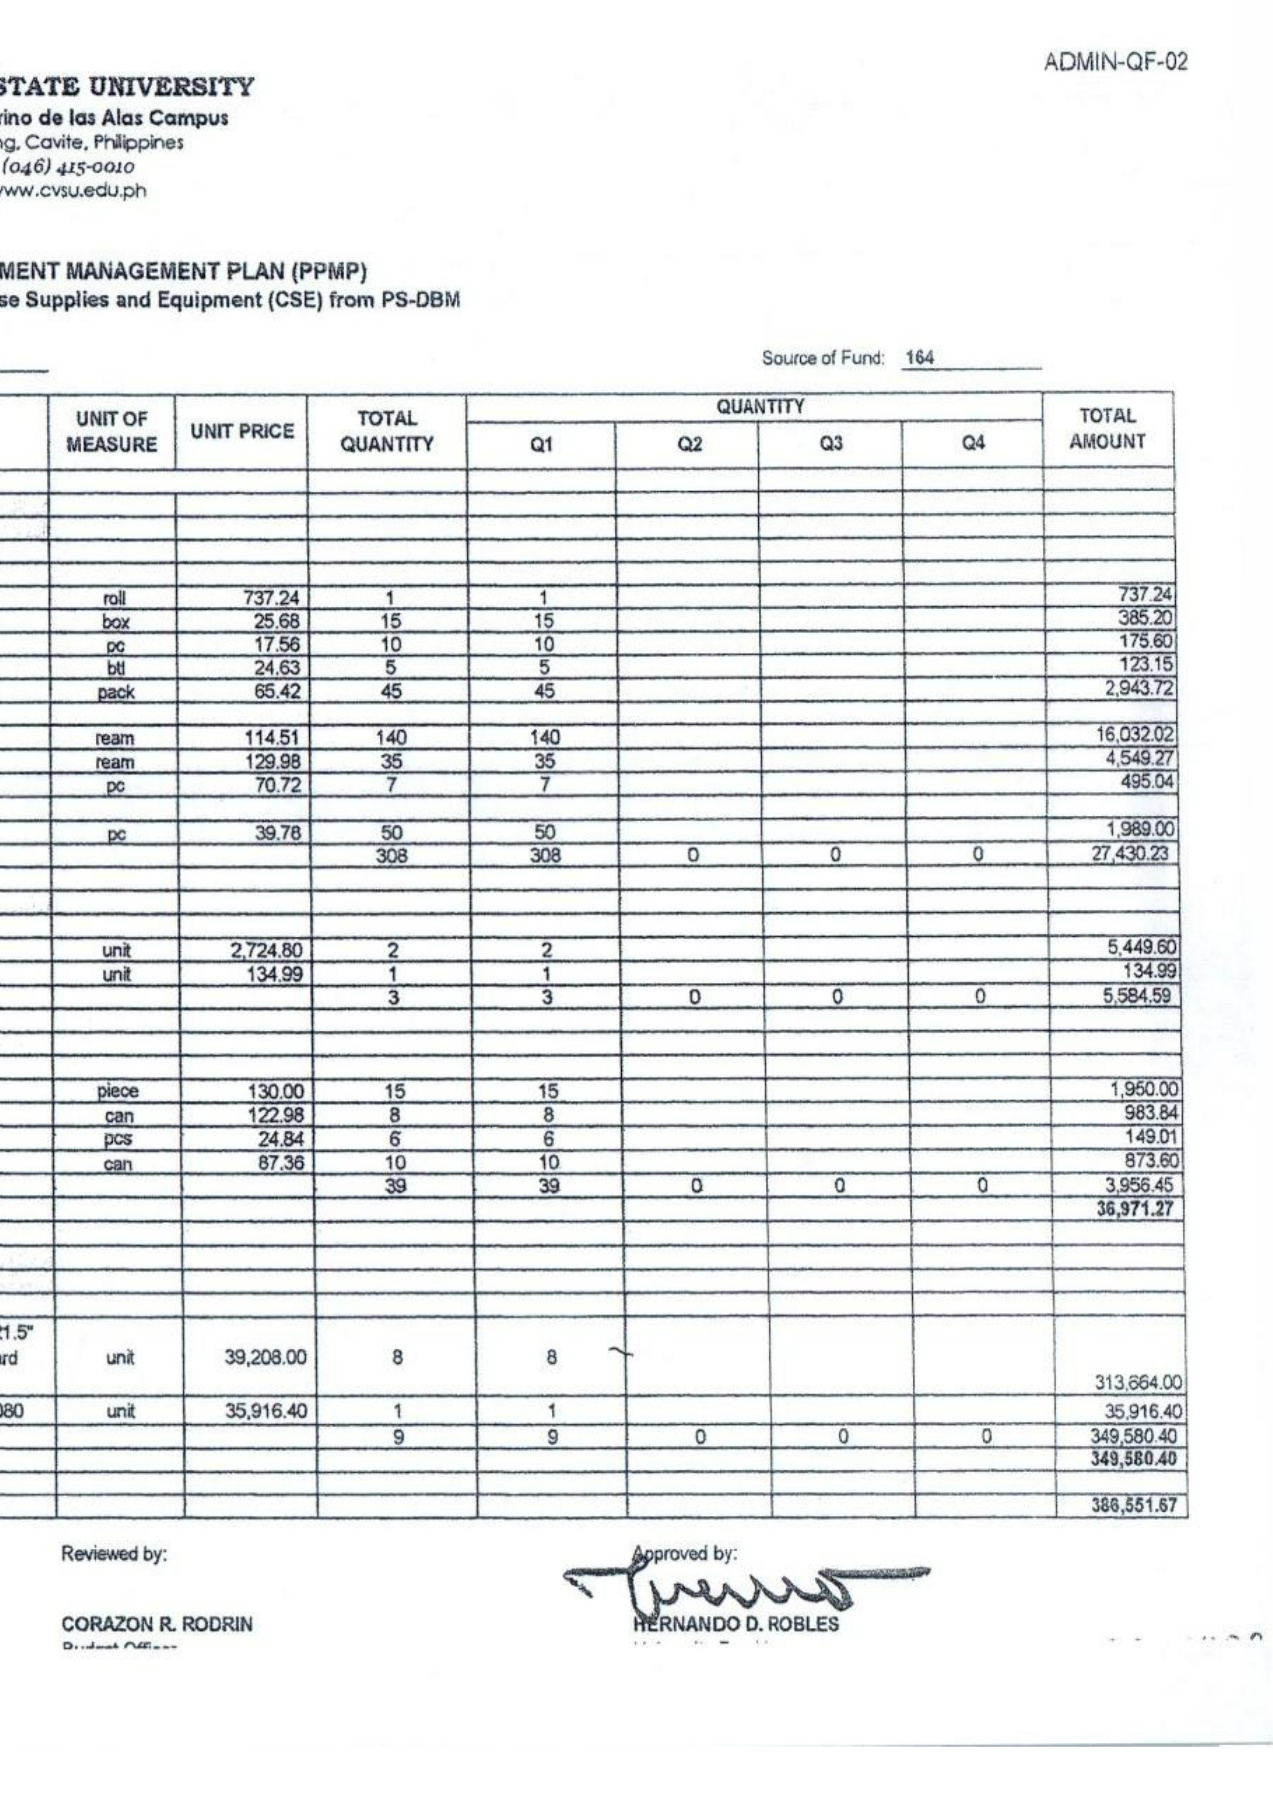 ADMIN-QF-02
STATE UNIVERSITY
rino de las Alas Campus
ng, Cavite, Philippines
(046) 415-0010
www.cvsu.edu.ph
MENT MANAGEMENT PLAN (PPMP)
se Supplies and Equipment (CSE) from PS-DBM
Source of Fund: 164
UNIT OF MEASURE UNIT PRICE TOTAL QUANTITY QUANTITY TOTAL AMOUNT
Q1 Q2 Q3 Q4
roll 737.24 1 1 737.24
box 25.68 15 15 385.20
pc 17.56 10 10 175.60
btl 24.63 5 5 123.15
pack 65.42 45 45 2,943.72
ream 114.51 140 140 16,032.02
ream 129.98 35 35 4,549.27
pc 70.72 7 7 495.04
pc 39.78 50 50 1,989.00
308 308 0 0 0 27,430.23
unit 2,724.80 2 2 5,449.60
unit 134.99 1 1 134.99
3 3 0 0 0 5,584.59
piece 130.00 15 15 1,950.00
can 122.98 8 8 983.84
pcs 24.84 6 6 149.01
can 87.36 10 10 873.60
39 39 0 0 0 3,956.45
36,971.27
21.5"
ard unit 39,208.00 8 8
313,664.00
080 unit 35,916.40 1 1 35,916.40
9 9 0 0 0 349,580.40
349,580.40
386,551.67
Reviewed by: Approved by:
CORAZON R. RODRIN HERNANDO D. ROBLES
Budget Officer